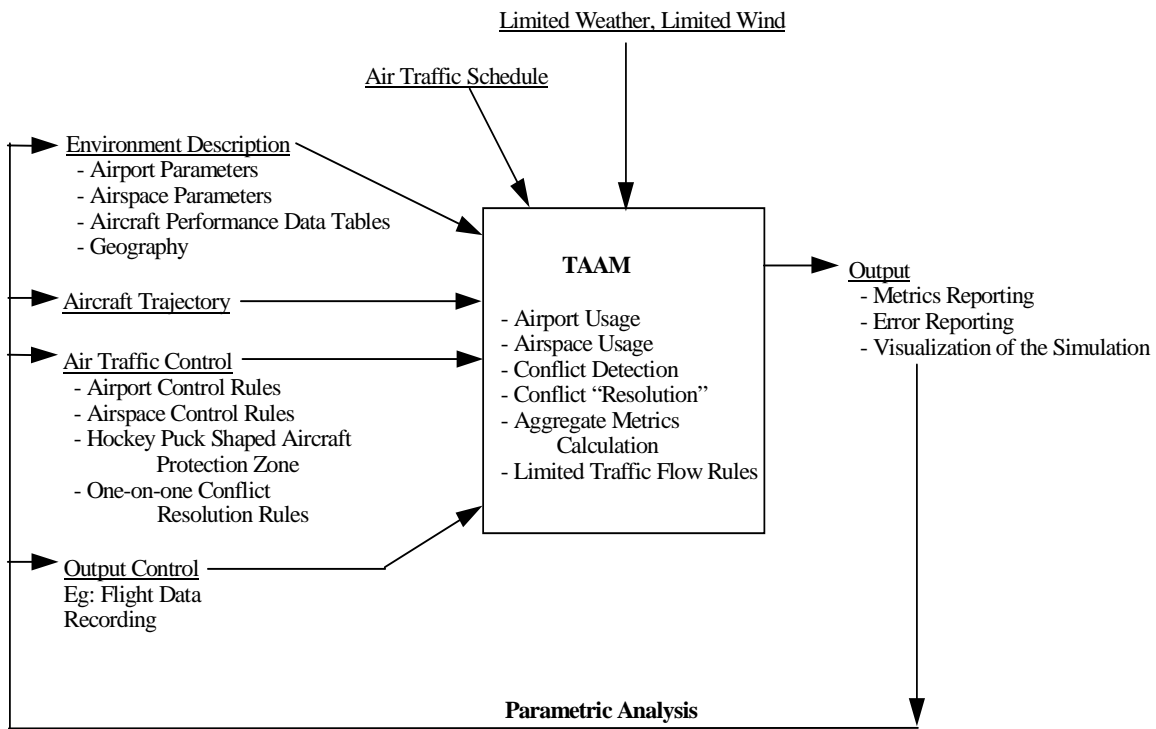 Limited Weather, Limited Wind
Air Traffic Schedule
Environment Description
- Airport Parameters
- Airspace Parameters
- Aircraft Performance Data Tables
- Geography
Aircraft Trajectory
Air Traffic Control
- Airport Control Rules
- Airspace Control Rules
- Hockey Puck Shaped Aircraft
Protection Zone
- One-on-one Conflict
Resolution Rules
Output Control
Eg: Flight Data
Recording
TAAM
- Airport Usage
- Airspace Usage
- Conflict Detection
- Conflict “Resolution”
- Aggregate Metrics
Calculation
- Limited Traffic Flow Rules
Output
- Metrics Reporting
- Error Reporting
- Visualization of the Simulation
Parametric Analysis